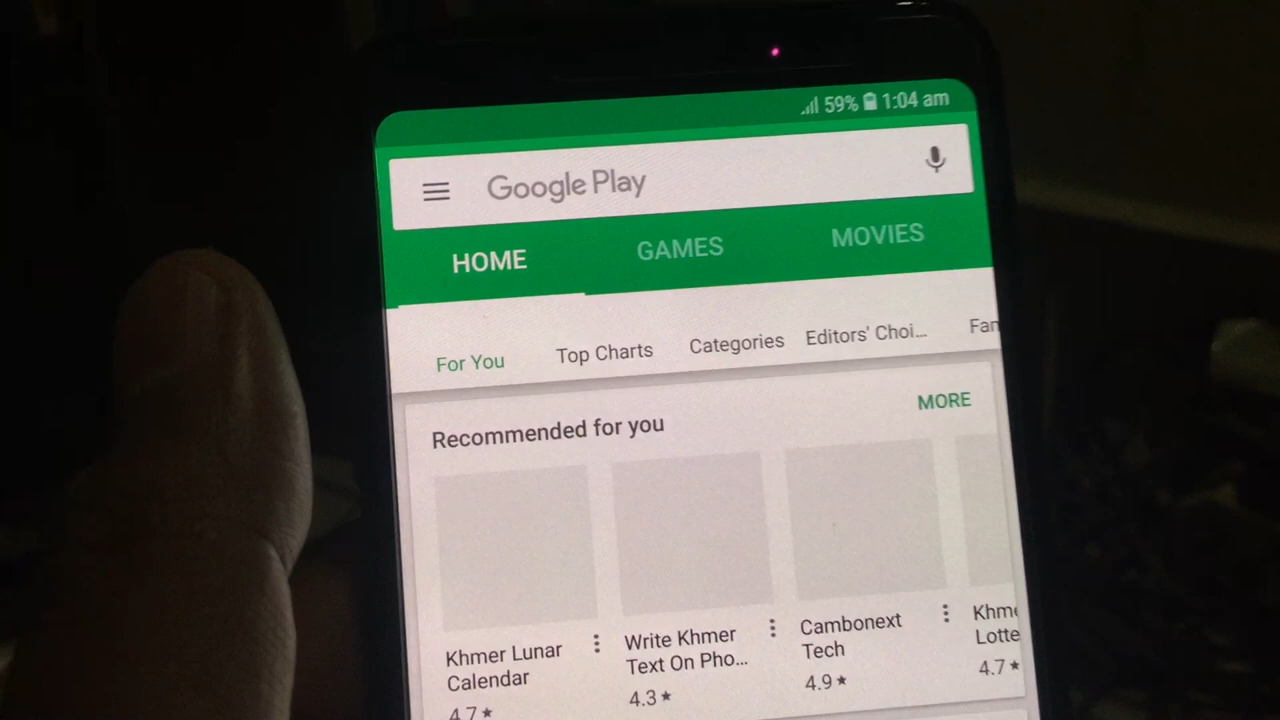 59% 1:04 am
Google Play
HOME GAMES MOVIES
For You Top Charts Categories Editors' Choi... Fan
Recommended for you MORE
Khmer Lunar
Calendar
4.7★
Write Khmer
Text On Pho...
4.3★
Cambonext
Tech
4.9★
Khme
Lotte
4.7★